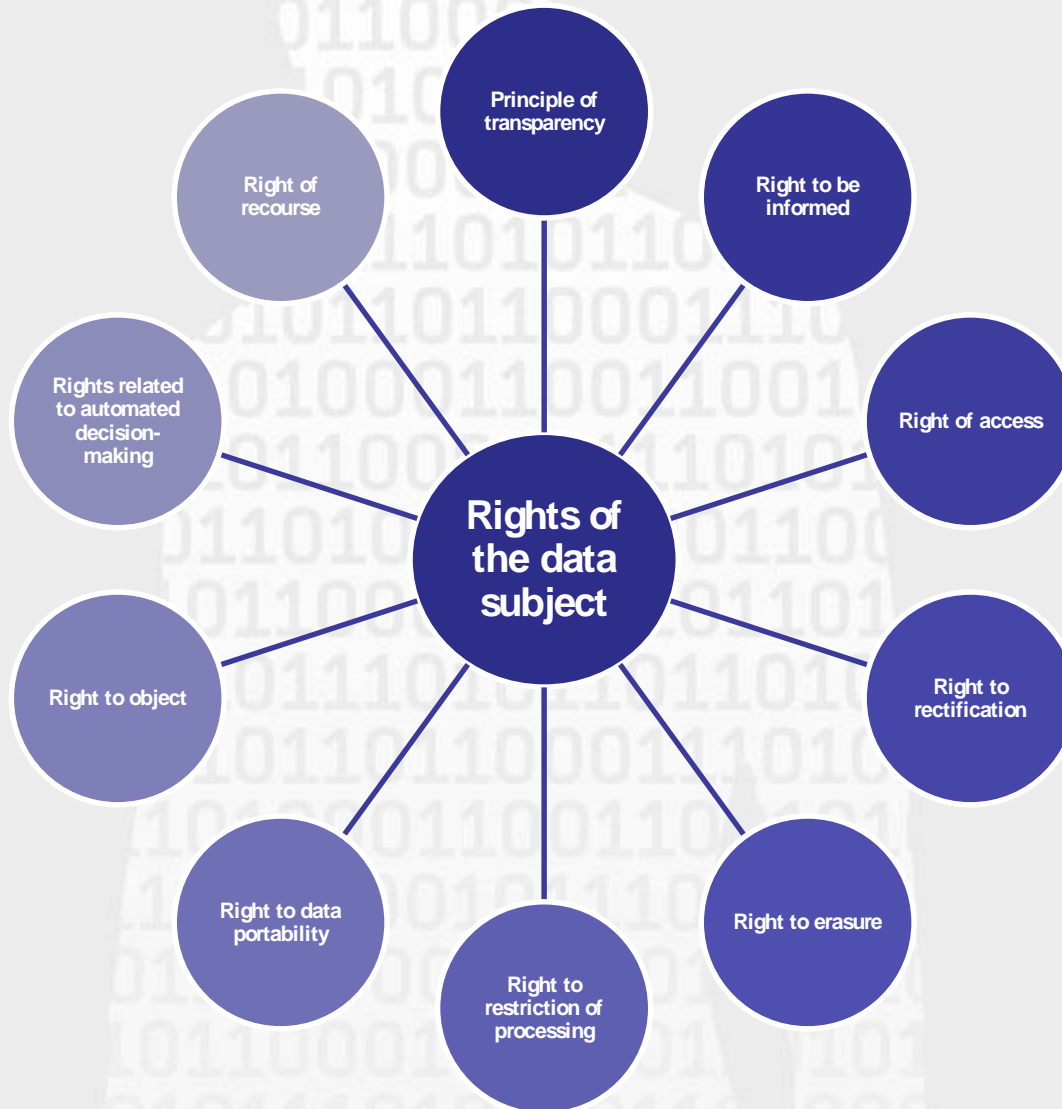 Principle of
transparency
Right to be
informed
Right of access
Right to
rectification
Right to erasure
Right to
restriction of
processing
Right to data
portability
Right to object
Rights related
to automated
decision-
making
Right of
recourse
Rights of
the data
subject